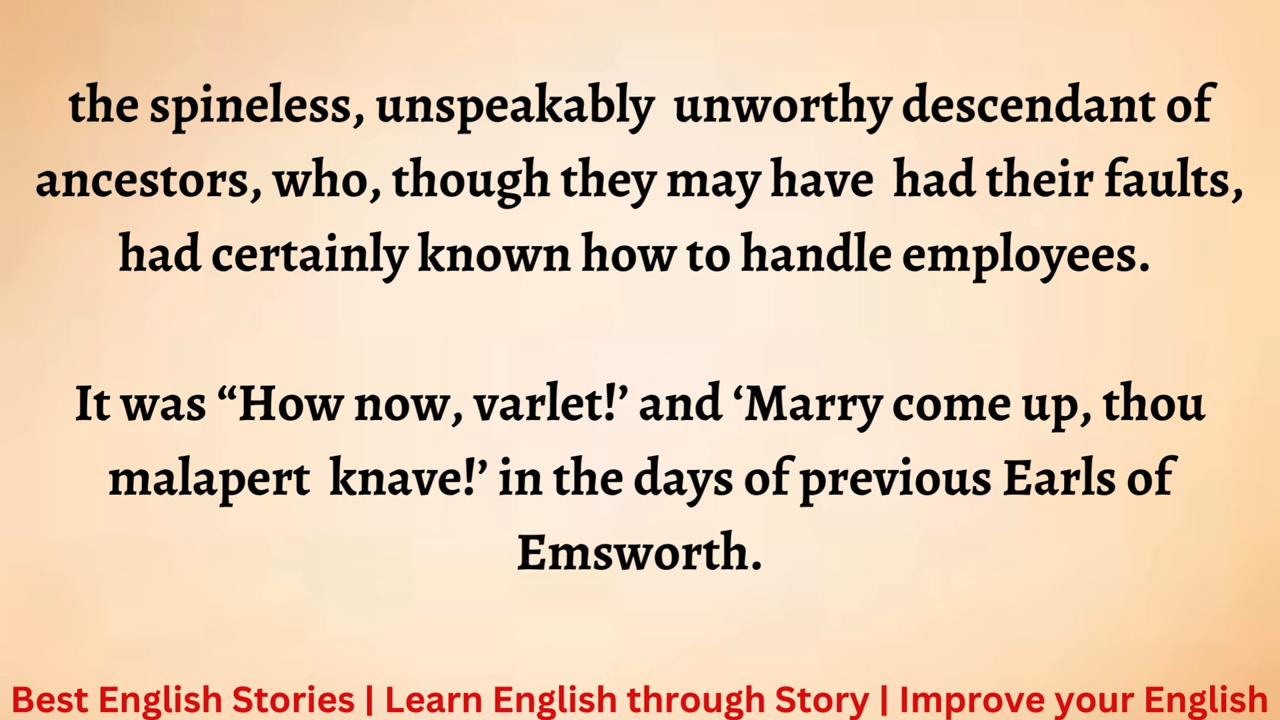 the spineless, unspeakably  unworthy descendant of
ancestors, who, though they may have  had their faults,
had certainly known how to handle employees.
It was “How now, varlet!’ and ‘Marry come up, thou
malapert  knave!’ in the days of previous Earls of
Emsworth.
Best English Stories | Learn English through Story | Improve your English